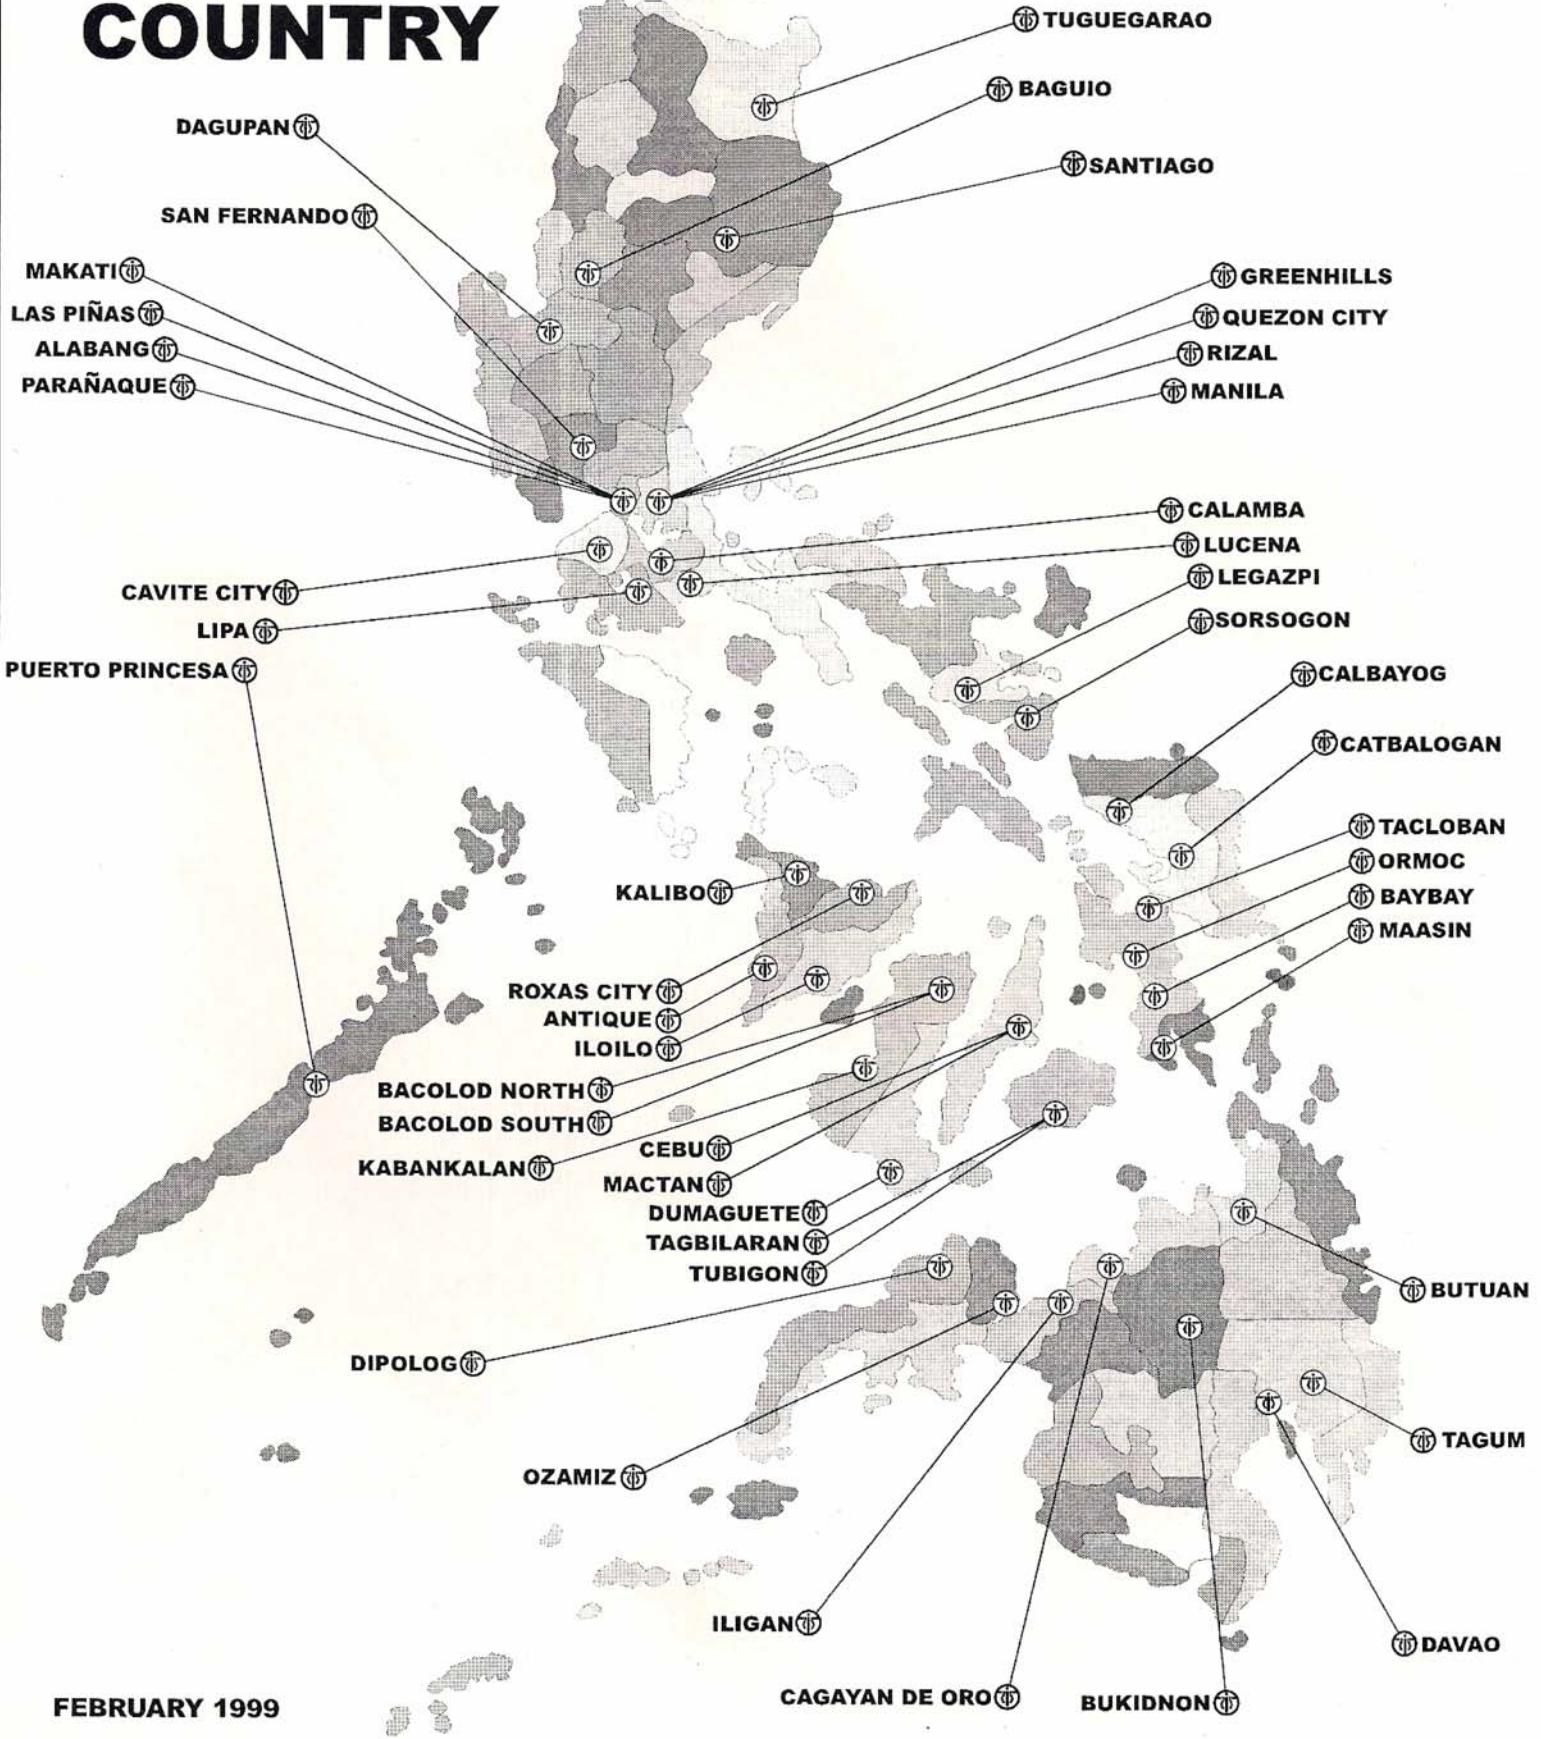 COUNTRY
TUGUEGARAO
BAGUIO
DAGUPAN
SANTIAGO
SAN FERNANDO
MAKATI
GREENHILLS
LAS PIÑAS
QUEZON CITY
ALABANG
RIZAL
PARAÑAQUE
MANILA
CALAMBA
LUCENA
LEGAZPI
CAVITE CITY
SORSOGON
LIPA
PUERTO PRINCESA
CALBAYOG
CATBALOGAN
TACLOBAN
ORMOC
KALIBO
BAYBAY
MAASIN
ROXAS CITY
ANTIQUE
ILOILO
BACOLOD NORTH
BACOLOD SOUTH
CEBU
KABANKALAN
MACTAN
DUMAGUETE
TAGBILARAN
TUBIGON
BUTUAN
DIPOLOG
TAGUM
OZAMIZ
ILIGAN
DAVAO
CAGAYAN DE ORO
BUKIDNON
FEBRUARY 1999